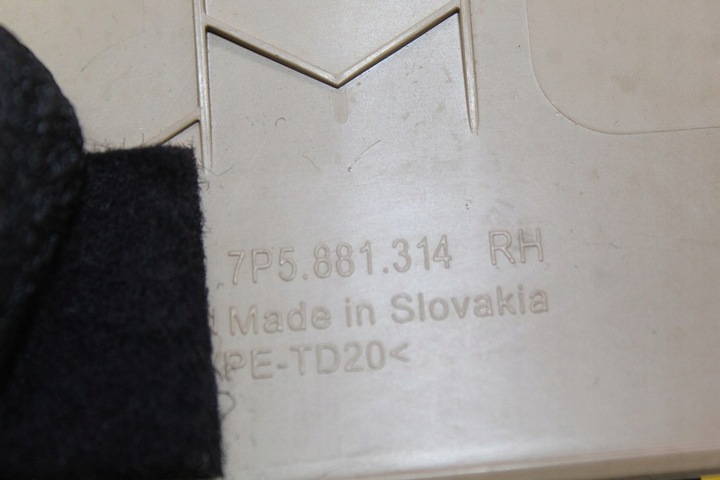 7P5.881.314 RH
Made in Slovakia
PE-TD20<